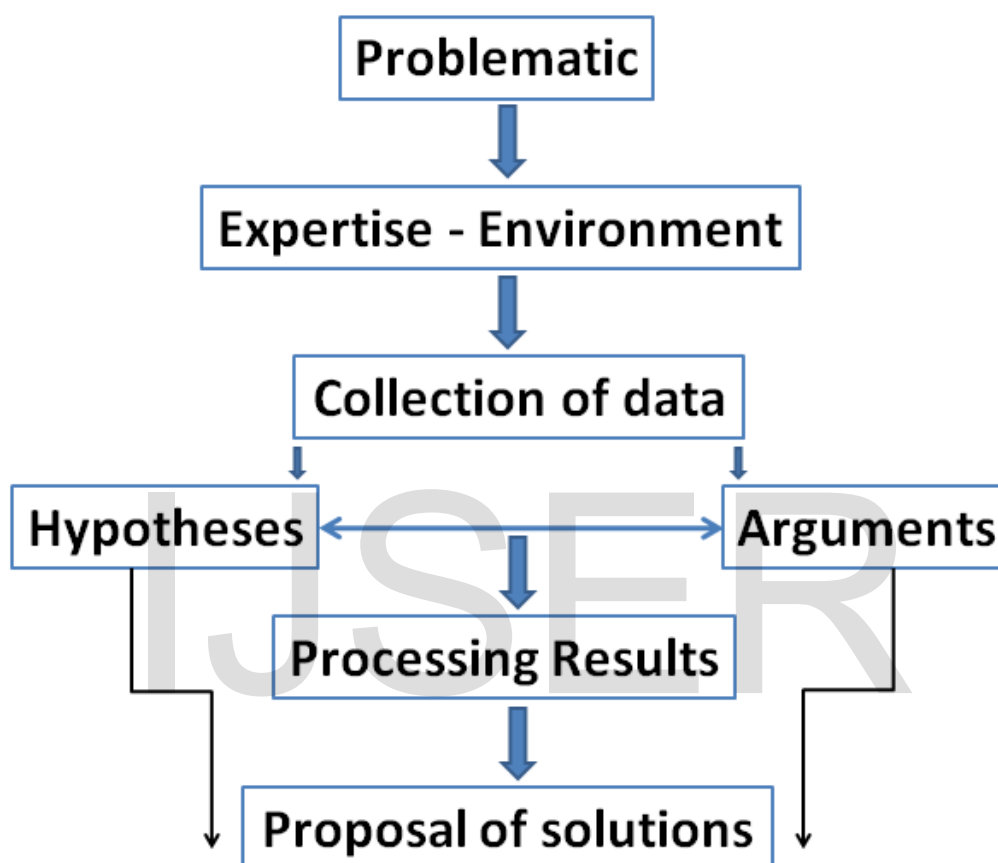 Problematic
Expertise - Environment
Collection of data
Hypotheses
Arguments
IJSER
Processing Results
Proposal of solutions